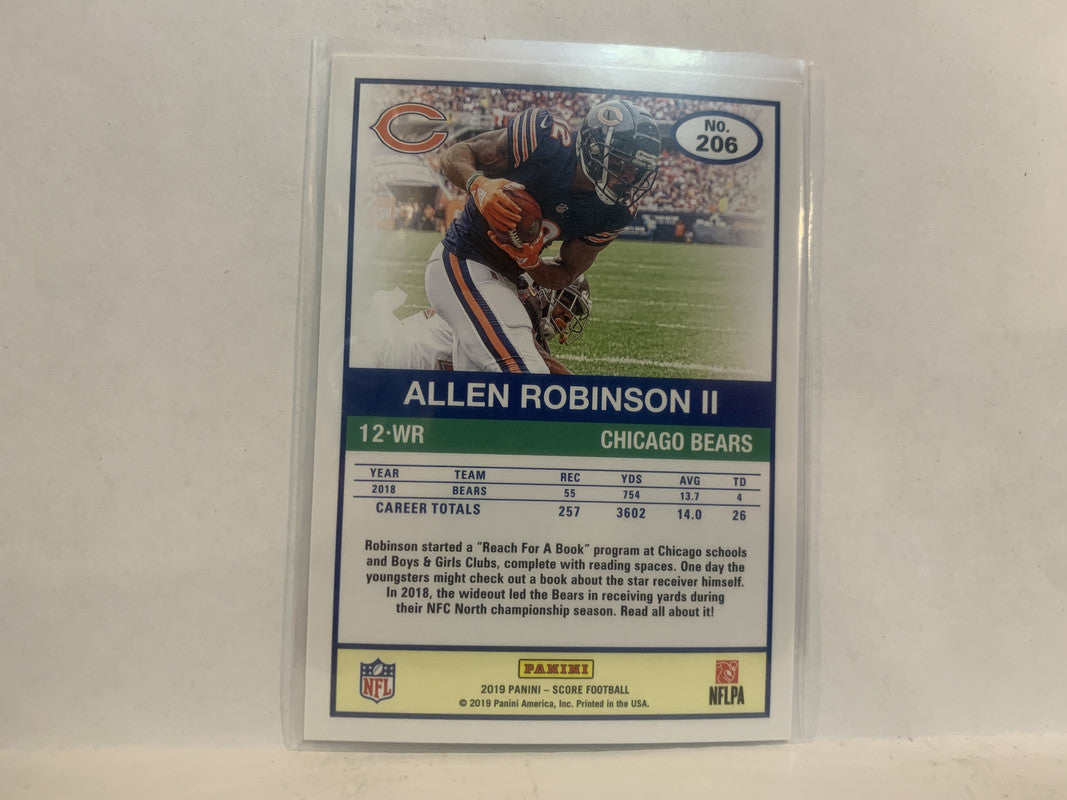 No.
206
ALLEN ROBINSON II
12·WR CHICAGO BEARS
YEAR TEAM REC YDS AVG TD
2018 BEARS 55 754 13.7 4
CAREER TOTALS 257 3602 14.0 26
Robinson started a "Reach For A Book" program at Chicago schools
and Boys & Girls Clubs, complete with reading spaces. One day the
youngsters might check out a book about the star receiver himself.
In 2018, the wideout led the Bears in receiving yards during
their NFC North championship season. Read all about it!
NFL
PANINI
2019 PANINI – SCORE FOOTBALL
© 2019 Panini America, Inc. Printed in the USA.
NFLPA